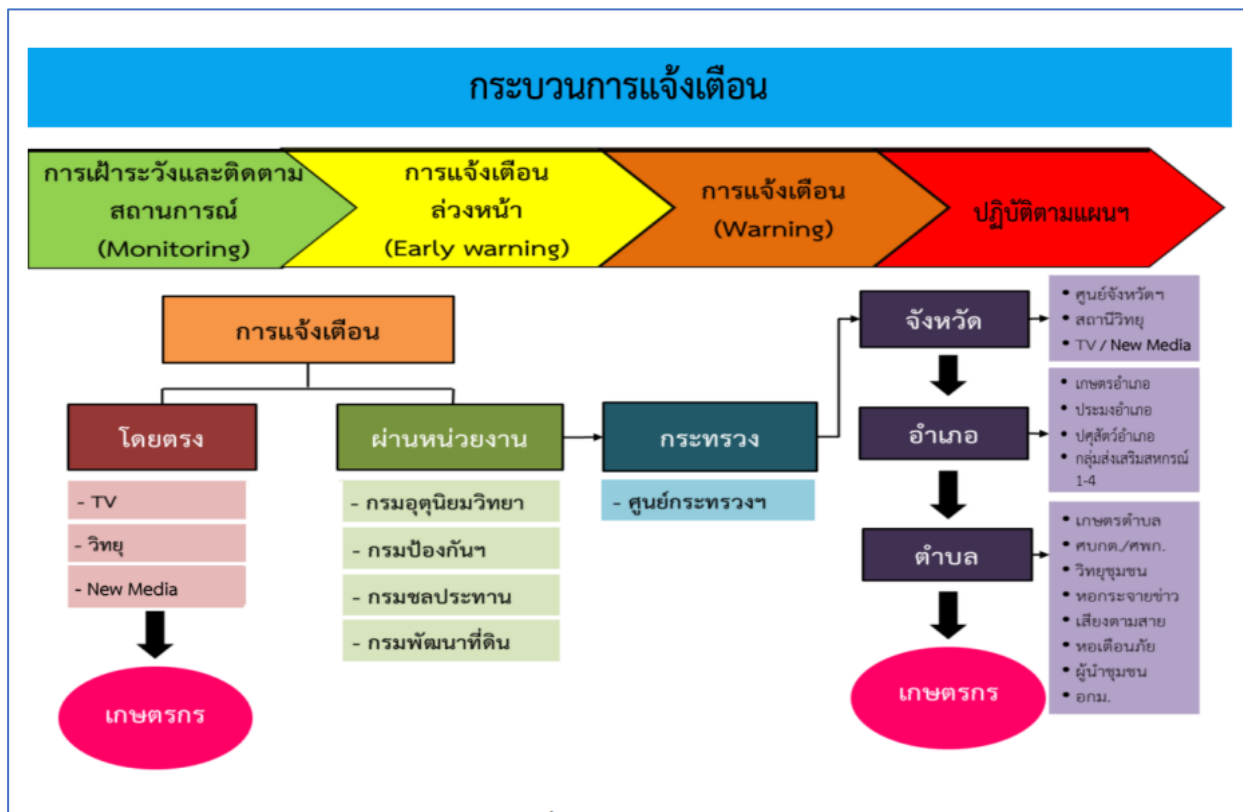 กระบวนการแจ้งเตือน
การเฝ้าระวังและติดตาม
สถานการณ์
(Monitoring)
การแจ้งเตือน
ล่วงหน้า
(Early warning)
การแจ้งเตือน
(Warning)
ปฏิบัติตามแผนฯ
การแจ้งเตือน
โดยตรง
- TV
- วิทยุ
- New Media
เกษตรกร
ผ่านหน่วยงาน
- กรมอุตุนิยมวิทยา
- กรมป้องกันฯ
- กรมชลประทาน
- กรมพัฒนาที่ดิน
กระทรวง
- ศูนย์กระทรวงฯ
จังหวัด
• ศูนย์จังหวัดฯ
• สถานีวิทยุ
• TV / New Media
อำเภอ
• เกษตรอำเภอ
• ประมงอำเภอ
• ปศุสัตว์อำเภอ
• กลุ่มส่งเสริมสหกรณ์
1-4
ตำบล
• เกษตรตำบล
• ศบกต./ศพก.
• วิทยุชุมชน
• หอกระจายข่าว
• เสียงตามสาย
• หอเตือนภัย
• ผู้นำชุมชน
• อกม.
เกษตรกร